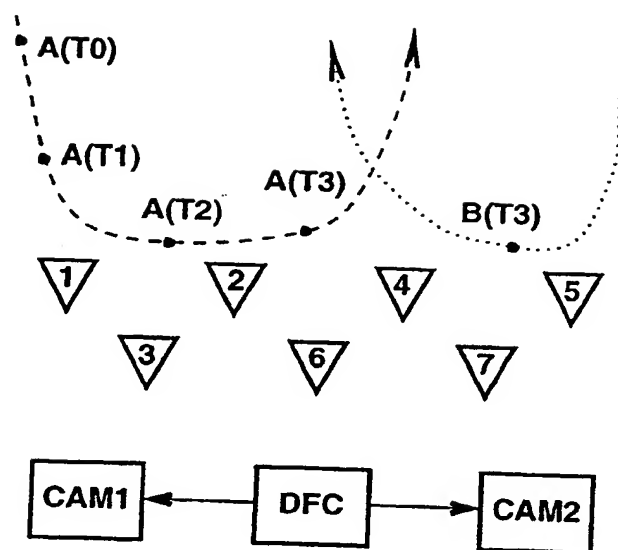 A(T0)
A(T1)
A(T2)
A(T3)
B(T3)
1
2
4
5
3
6
7
CAM1
DFC
CAM2